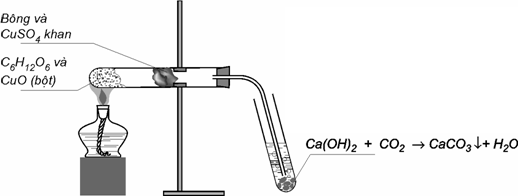 Bông và
CuSO₄ khan
C₆H₁₂O₆ và
CuO (bột)
Ca(OH)₂ + CO₂ → CaCO₃↓+ H₂O